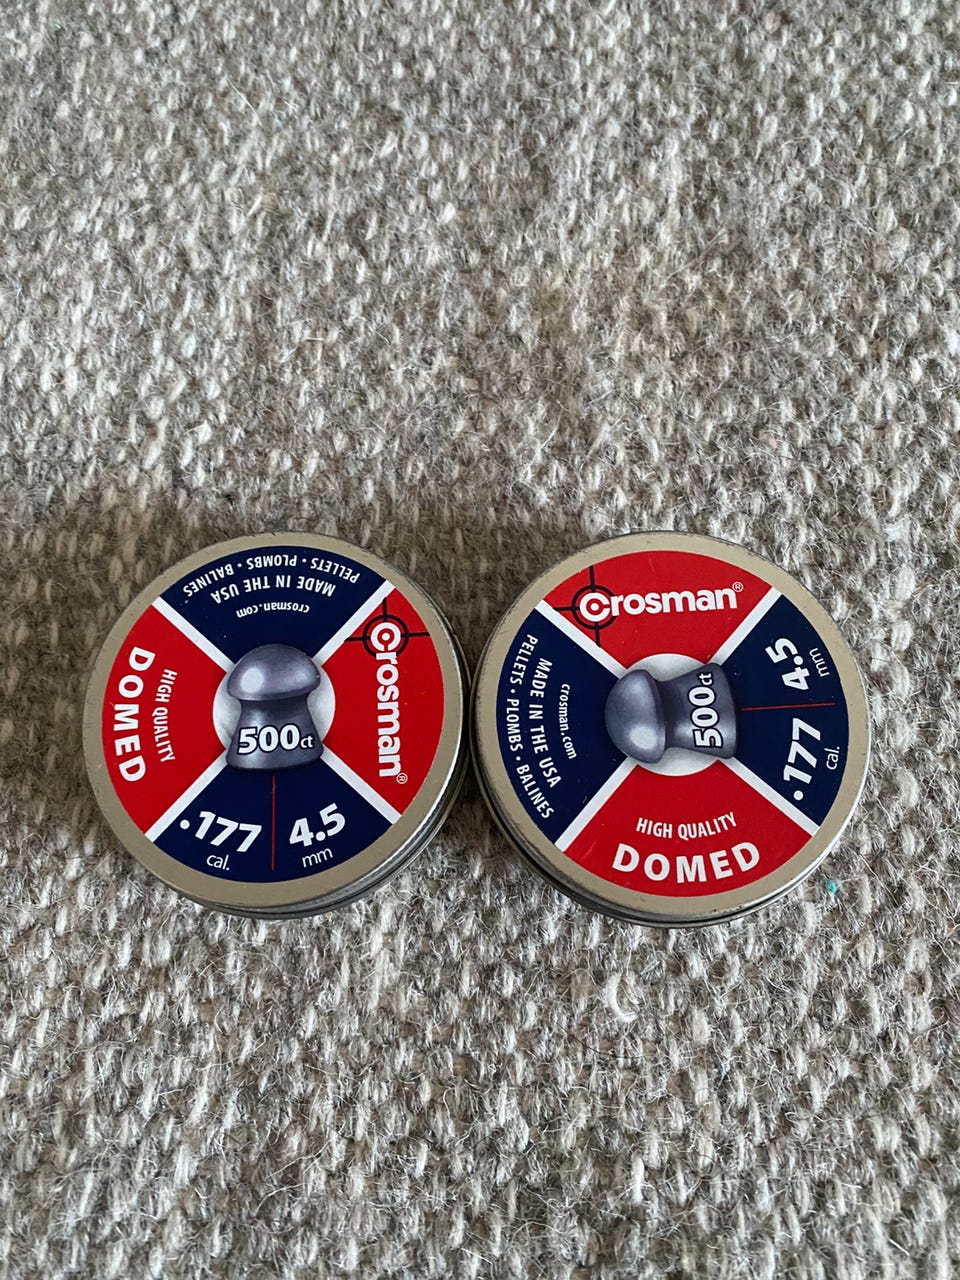 PELLETS • PLOMBS • BALINES
MADE IN THE USA
crosman.com
HIGH QUALITY
DOMED
crosman®
500ct
.177
cal.
4.5
mm
crosman®
PELLETS • PLOMBS • BALINES
MADE IN THE USA
crosman.com
500ct
4.5
mm
.177
cal.
HIGH QUALITY
DOMED